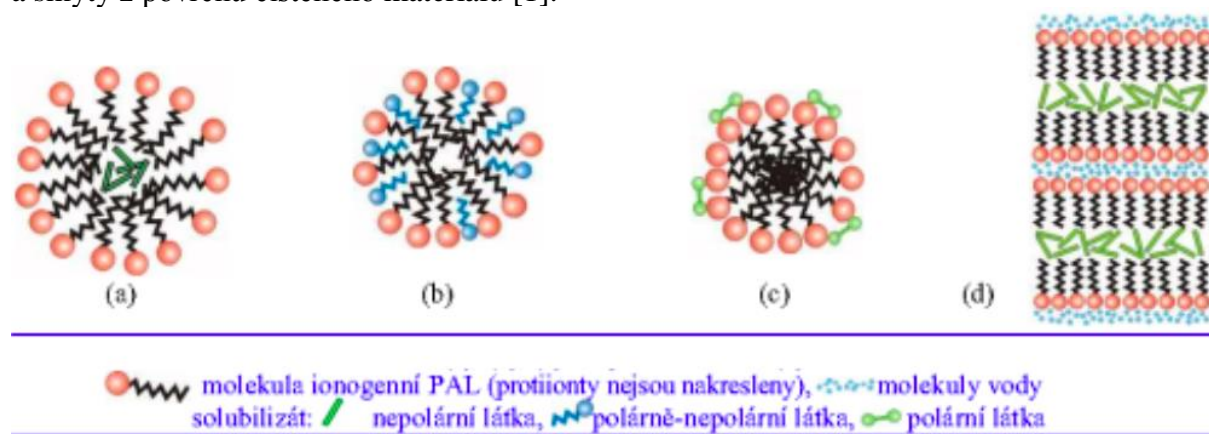 (a) (b) (c) (d)
molekula ionogenní PAL (protiionty nejsou nakresleny), molekuly vody
solubilizát: nepolární látka, polárně-nepolární látka, polární látka